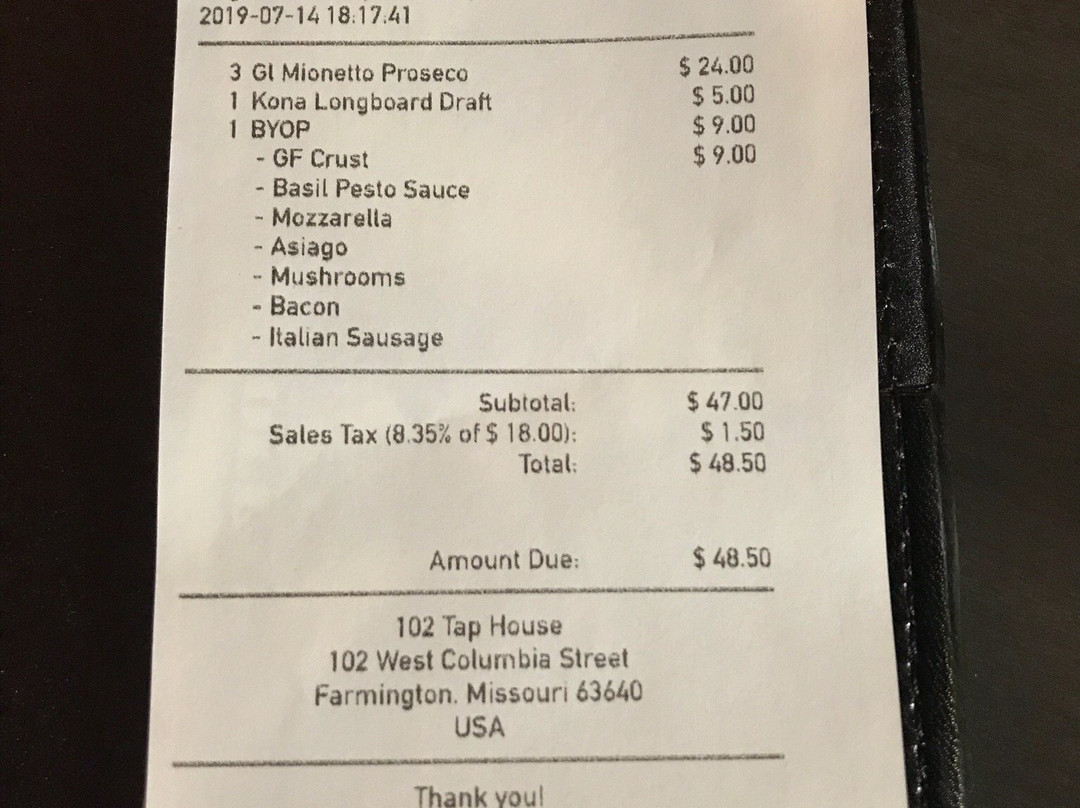 2019-07-14 18:17:41
3 Gl Mionetto Proseco $ 24.00
1 Kona Longboard Draft $ 5.00
1 BYOP $ 9.00
- GF Crust $ 9.00
- Basil Pesto Sauce
- Mozzarella
- Asiago
- Mushrooms
- Bacon
- Italian Sausage
Subtotal: $ 47.00
Sales Tax (8.35% of $ 18.00): $ 1.50
Total: $ 48.50
Amount Due: $ 48.50
102 Tap House
102 West Columbia Street
Farmington, Missouri 63640
USA
Thank you!